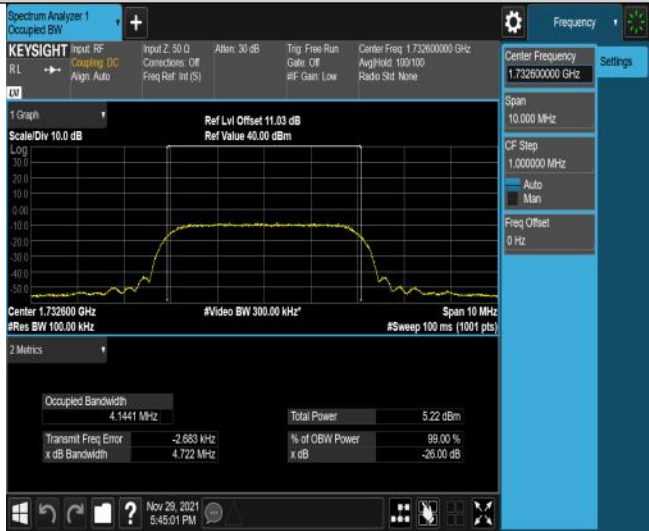 Spectrum Analyzer 1
Occupied BW
+
Frequency
KEYSIGHT
RL
Input: RF
Coupling: DC
Align: Auto
Input Z: 50 Ω
Corrections: Off
Freq Ref: Int (S)
Atten: 30 dB
Trig: Free Run
Gate: Off
#IF Gain: Low
Center Freq: 1.732600000 GHz
Avg|Hold: 100/100
Radio Std: None
LXI
Center Frequency
1.732600000 GHz
Settings
Span
10.000 MHz
CF Step
1.000000 MHz
Auto
Man
Freq Offset
0 Hz
1 Graph
Scale/Div 10.0 dB
Ref Lvl Offset 11.03 dB
Ref Value 40.00 dBm
Log
30.0
20.0
10.0
0.00
-10.0
-20.0
-30.0
-40.0
-50.0
Center 1.732600 GHz
#Res BW 100.00 kHz
#Video BW 300.00 kHz*
Span 10 MHz
#Sweep 100 ms (1001 pts)
2 Metrics
Occupied Bandwidth
4.1441 MHz
Total Power 5.22 dBm
Transmit Freq Error -2.683 kHz
% of OBW Power 99.00 %
x dB Bandwidth 4.722 MHz
x dB -26.00 dB
?
Nov 29, 2021
5:45:01 PM